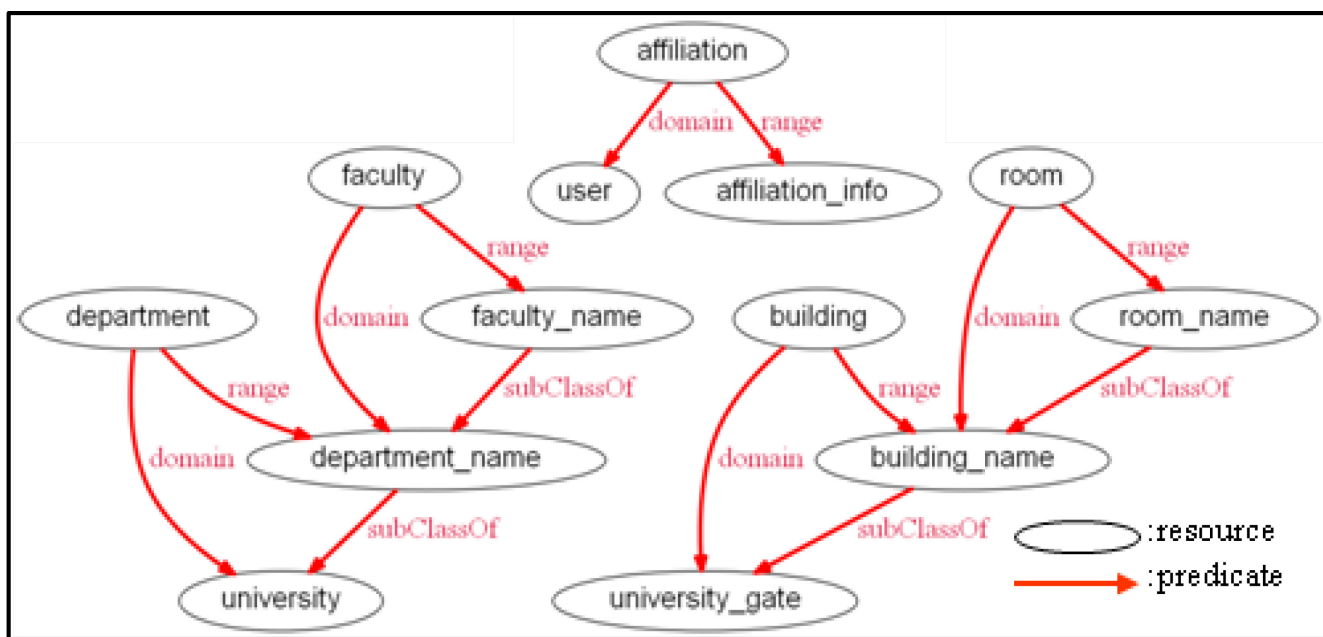 affiliation
domain range
faculty
user
affiliation_info
room
range
range
department
domain
faculty_name
building
domain
room_name
range
subClassOf
range
subClassOf
domain
department_name
domain
building_name
subClassOf
subClassOf
:resource
:predicate
university
university_gate